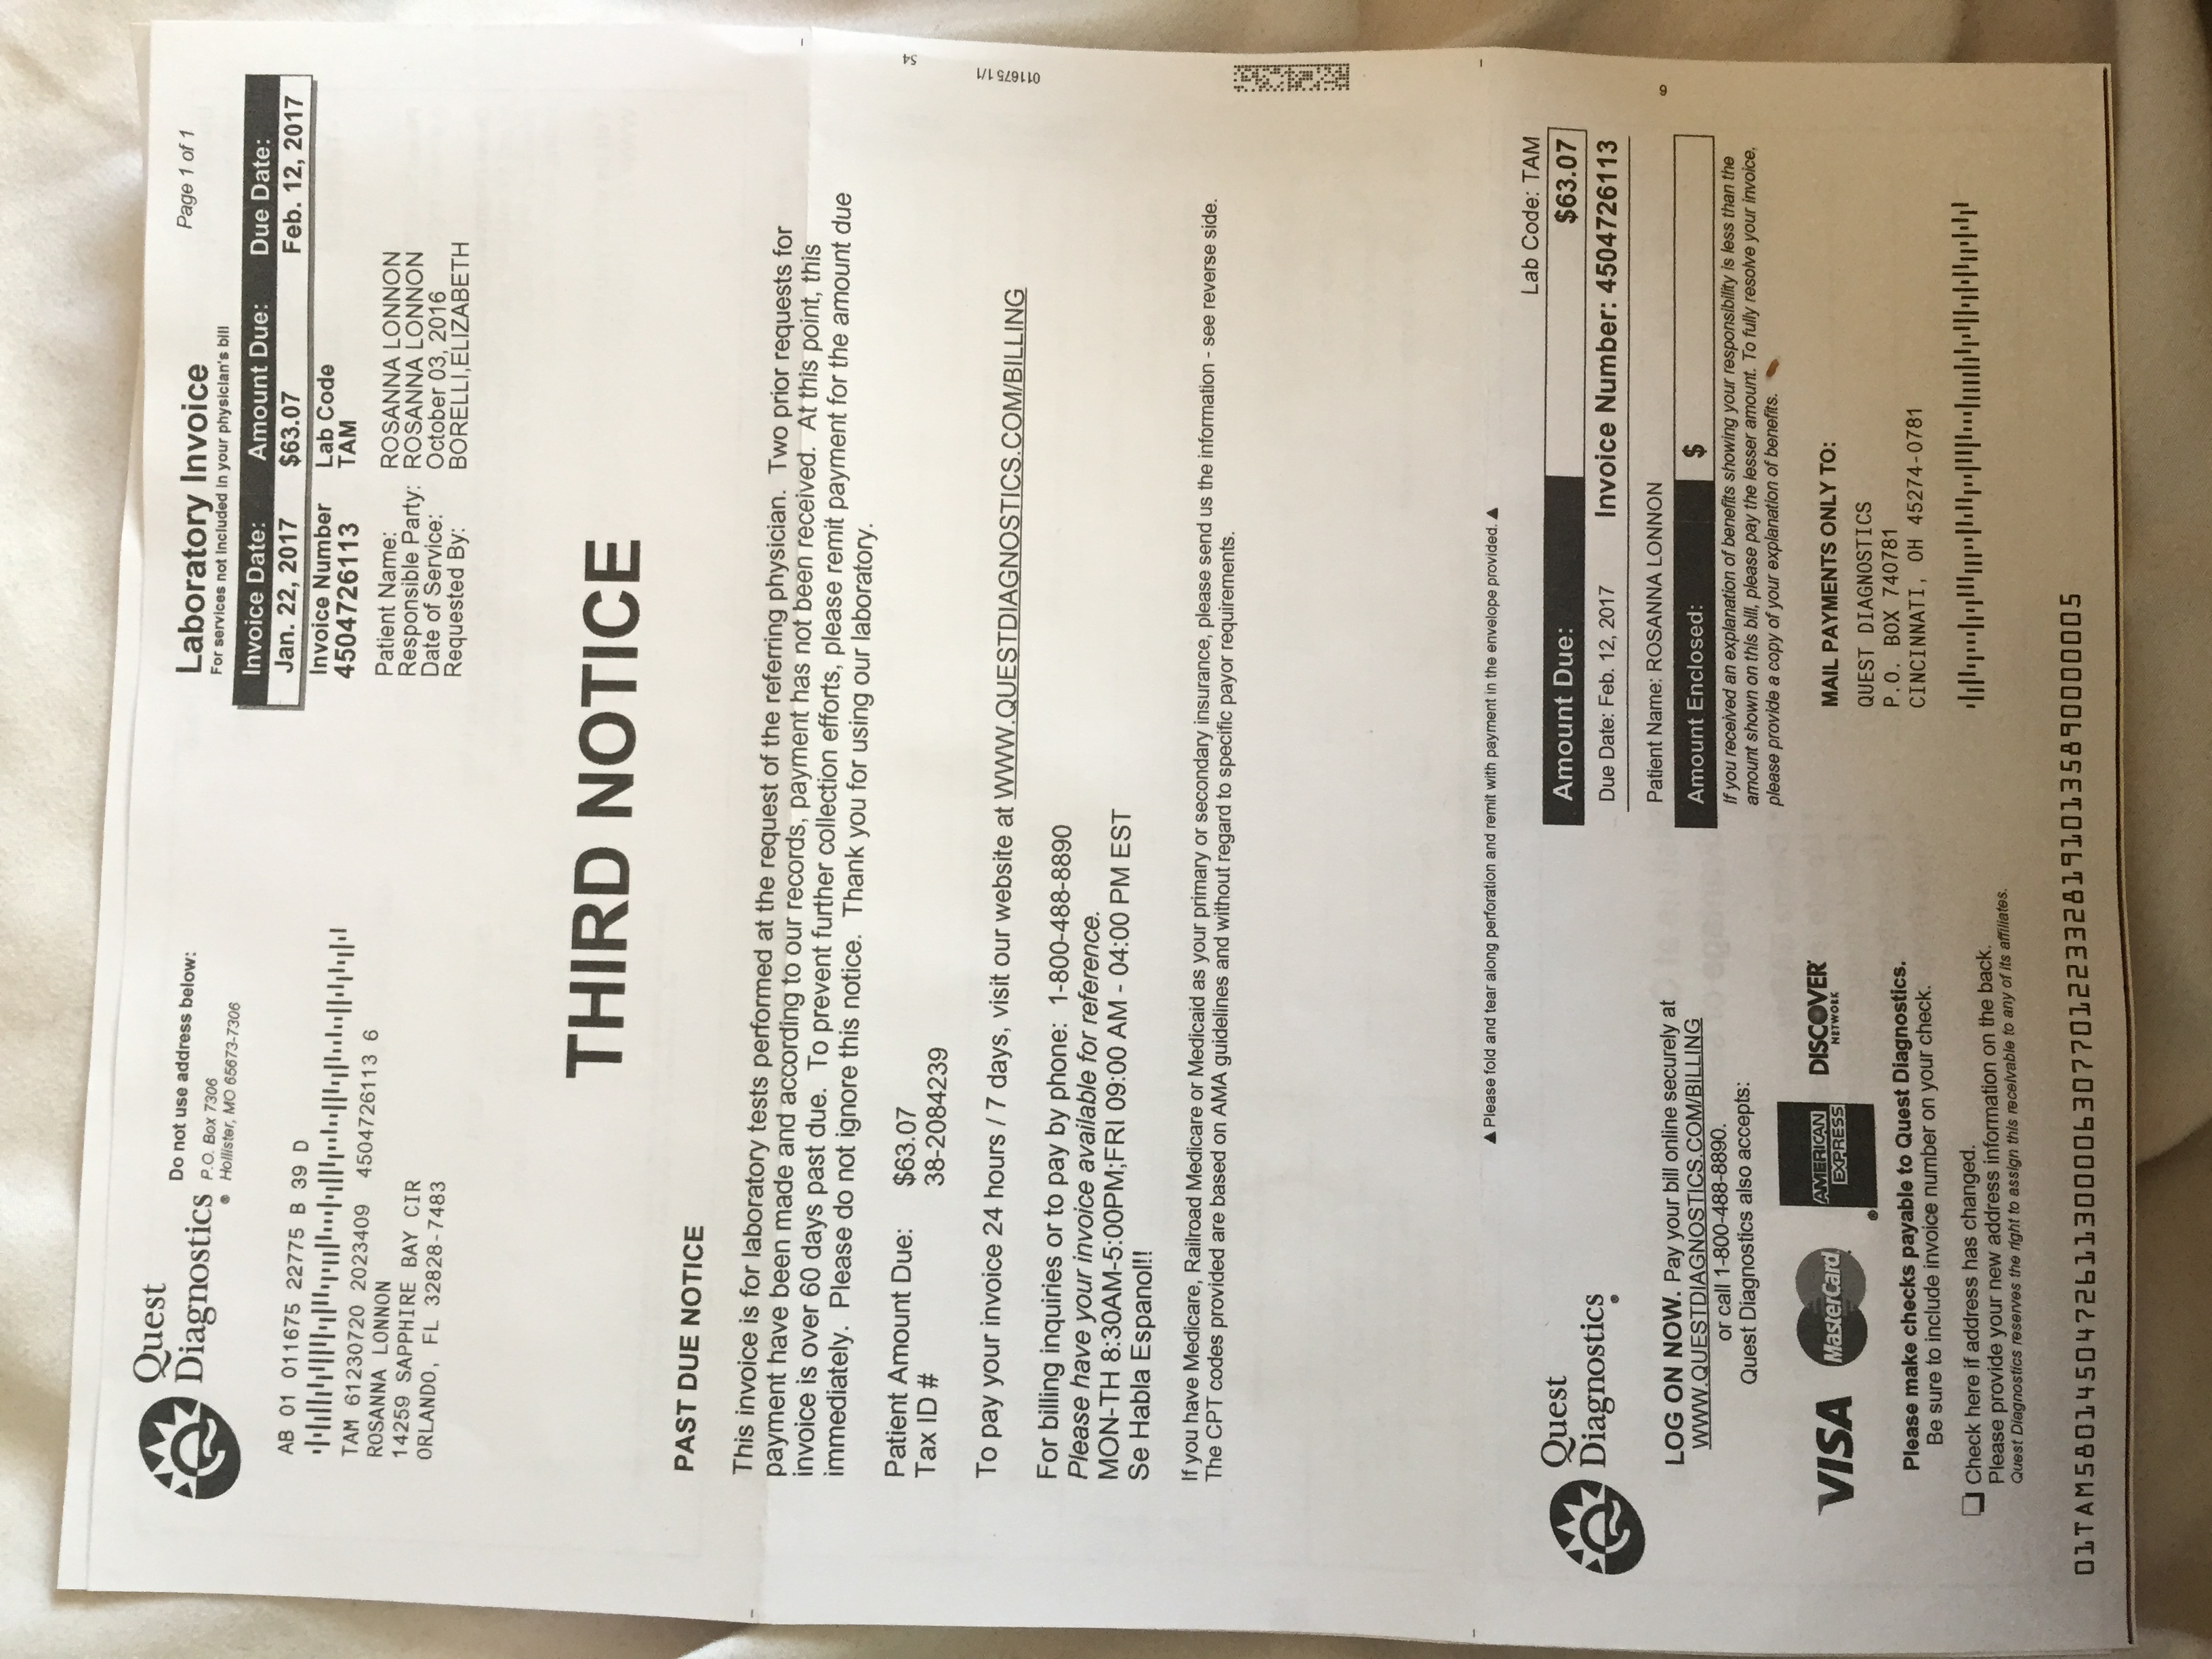 Quest
Diagnostics
®
Do not use address below:
P.O. Box 7306
Hollister, MO 65673-7306
Page 1 of 1
Laboratory Invoice
For services not included in your physician's bill
Invoice Date: Amount Due: Due Date:
Jan. 22, 2017 $63.07 Feb. 12, 2017
Invoice Number Lab Code
4504726113 TAM
Patient Name: ROSANNA LONNON
Responsible Party: ROSANNA LONNON
Date of Service: October 03, 2016
Requested By: BORELLI,ELIZABETH
AB 01 011675 22775 B 39 D
TAM 61230720 2023409 4504726113 6
ROSANNA LONNON
14259 SAPPHIRE BAY CIR
ORLANDO, FL 32828-7483
THIRD NOTICE
PAST DUE NOTICE
This invoice is for laboratory tests performed at the request of the referring physician. Two prior requests for
payment have been made and according to our records, payment has not been received. At this point, this
invoice is over 60 days past due. To prevent further collection efforts, please remit payment for the amount due
immediately. Please do not ignore this notice. Thank you for using our laboratory.
Patient Amount Due: $63.07
Tax ID # 38-2084239
To pay your invoice 24 hours / 7 days, visit our website at WWW.QUESTDIAGNOSTICS.COM/BILLING
For billing inquiries or to pay by phone: 1-800-488-8890
Please have your invoice available for reference.
MON-TH 8:30AM-5:00PM;FRI 09:00 AM - 04:00 PM EST
Se Habla Espanol!!
If you have Medicare, Railroad Medicare or Medicaid as your primary or secondary insurance, please send us the information - see reverse side.
The CPT codes provided are based on AMA guidelines and without regard to specific payor requirements.
54
011675 1/1
▲ Please fold and tear along perforation and remit with payment in the envelope provided. ▲
Quest
Diagnostics
®
LOG ON NOW. Pay your bill online securely at
WWW.QUESTDIAGNOSTICS.COM/BILLING
or call 1-800-488-8890.
Quest Diagnostics also accepts:
VISA
MasterCard
AMERICAN
EXPRESS
®
DISCOVER
NETWORK
Please make checks payable to Quest Diagnostics.
Be sure to include invoice number on your check.
Check here if address has changed.
Please provide your new address information on the back.
Quest Diagnostics reserves the right to assign this receivable to any of its affiliates.
Lab Code: TAM
Amount Due: $63.07
Due Date: Feb. 12, 2017 Invoice Number: 4504726113
Patient Name: ROSANNA LONNON
Amount Enclosed: $
If you received an explanation of benefits showing your responsibility is less than the
amount shown on this bill, please pay the lesser amount. To fully resolve your invoice,
please provide a copy of your explanation of benefits.
MAIL PAYMENTS ONLY TO:
QUEST DIAGNOSTICS
P.O. BOX 740781
CINCINNATI, OH 45274-0781
01TAM58014504726113000063077012233281910135890000005